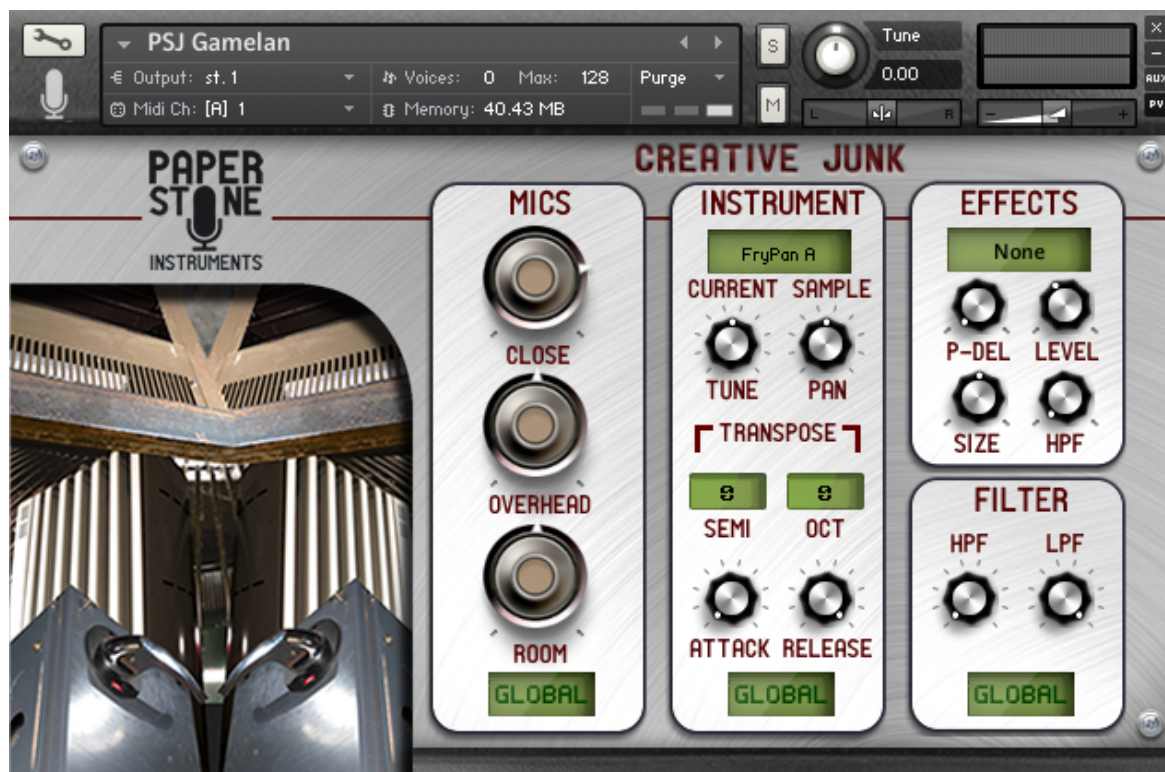 PSJ Gamelan
S
Tune
Output: st.1
Voices: 0 Max: 128
Purge
0.00
AUX
Midi Ch: [A] 1
Memory: 40.43 MB
M
L
R
-
+
PV
PAPER
STONE
INSTRUMENTS
CREATIVE JUNK
MICS
CLOSE
OVERHEAD
ROOM
GLOBAL
INSTRUMENT
FryPan A
CURRENT SAMPLE
TUNE
PAN
TRANSPOSE
0
0
SEMI
OCT
ATTACK RELEASE
GLOBAL
EFFECTS
None
P-DEL LEVEL
SIZE
HPF
FILTER
HPF
LPF
GLOBAL